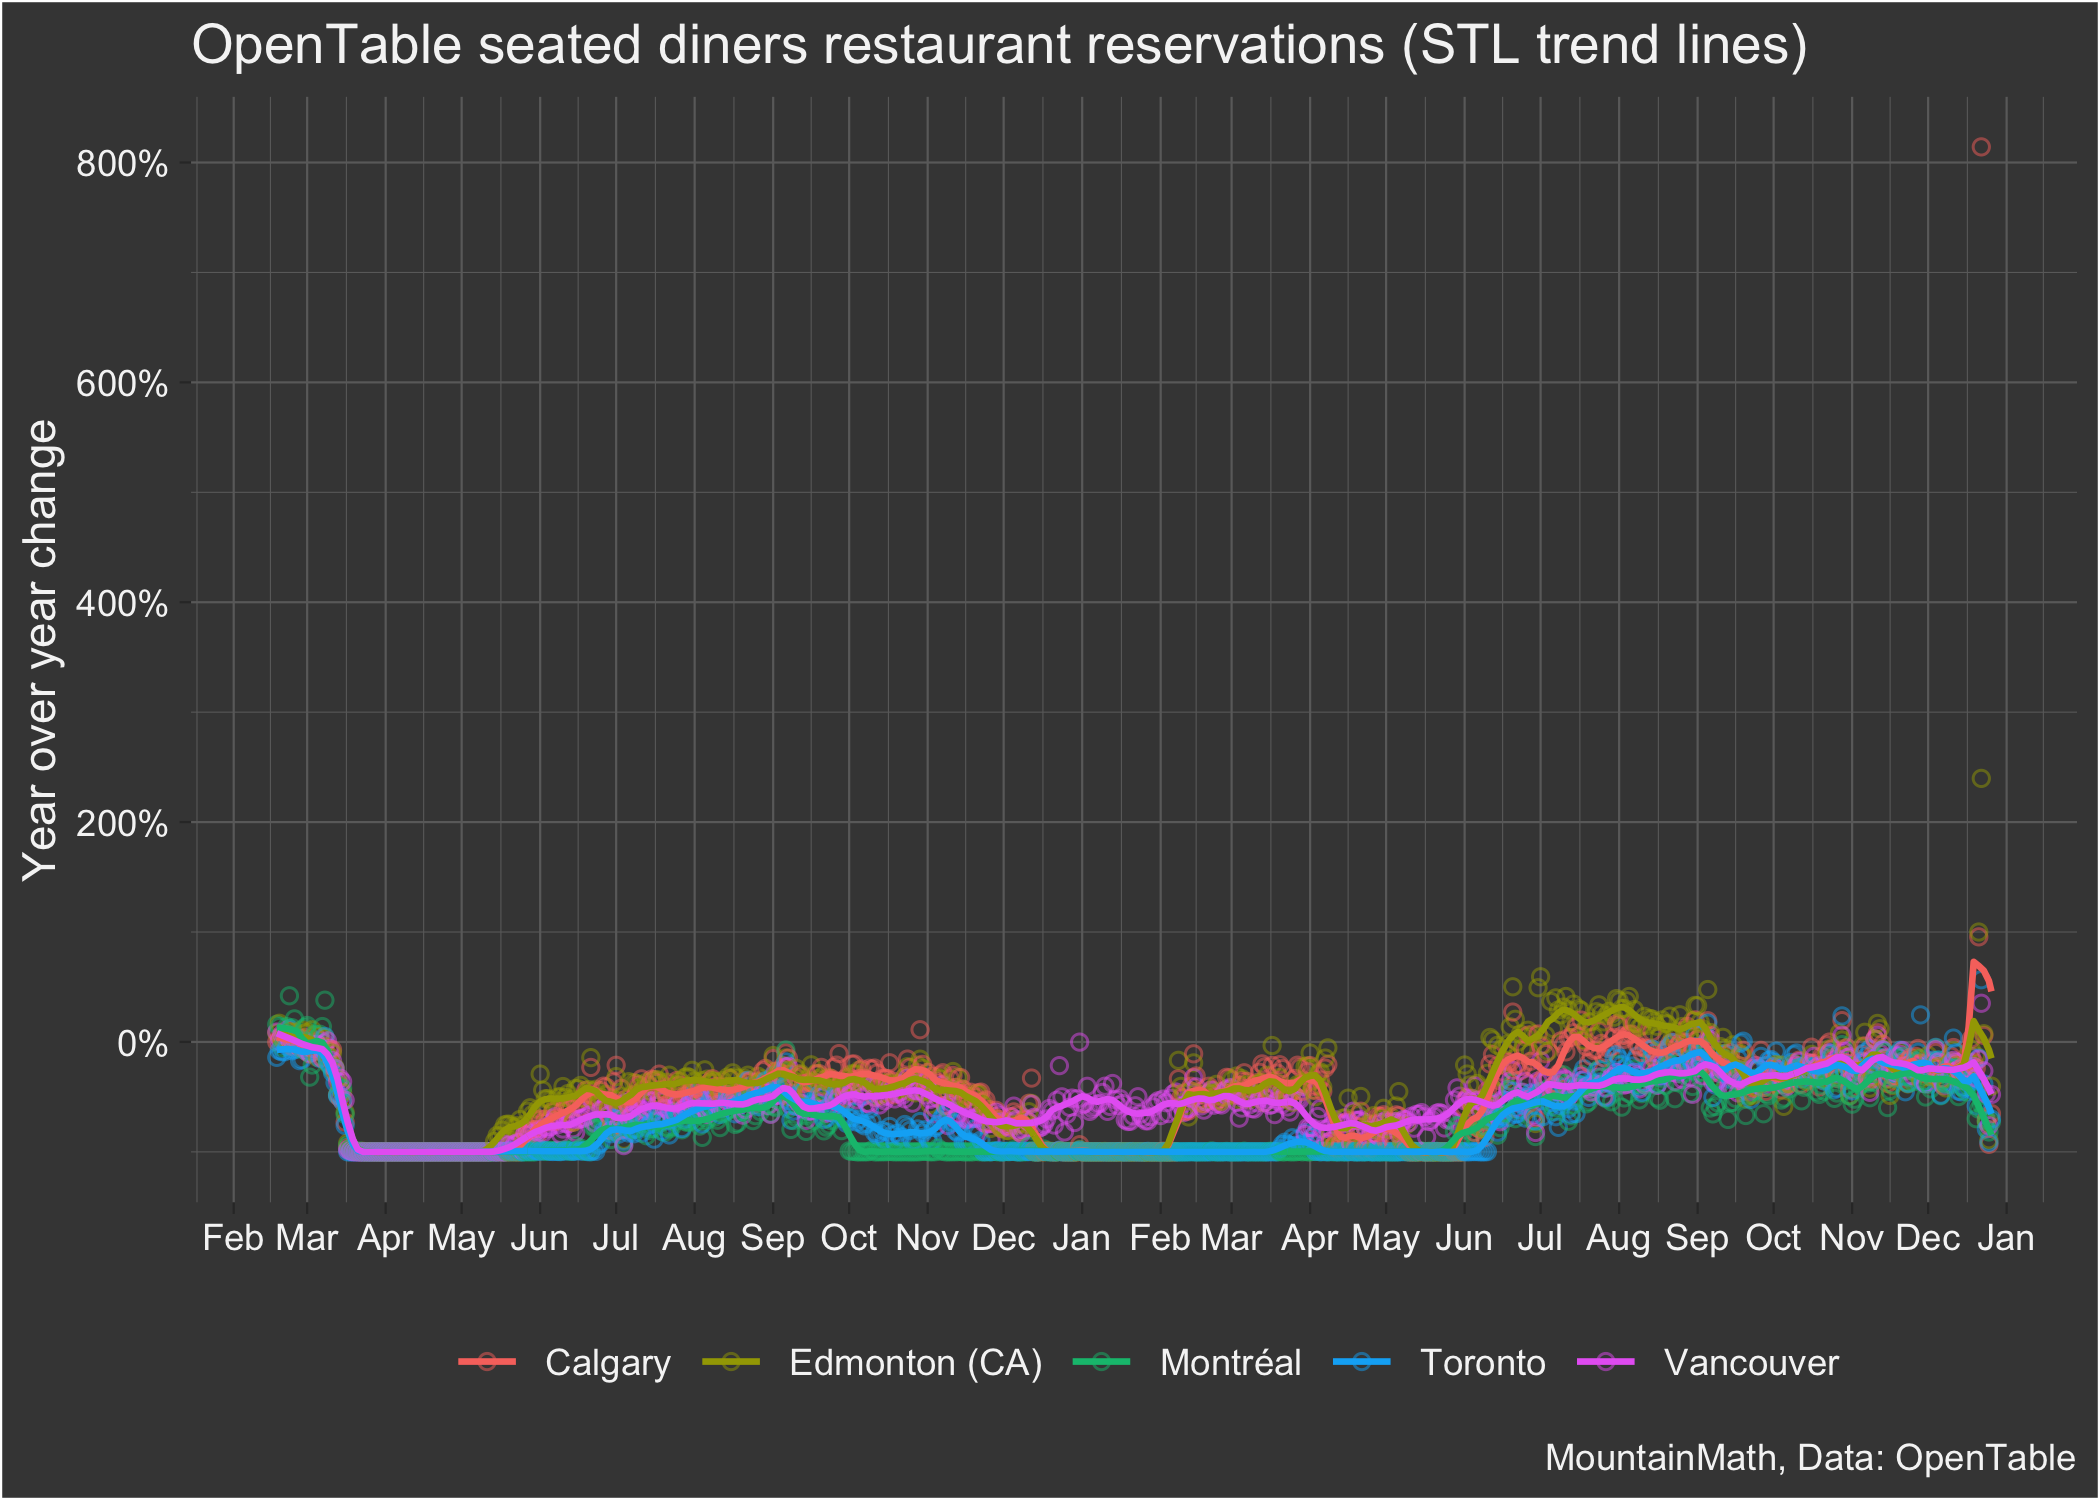 OpenTable seated diners restaurant reservations (STL trend lines)
Year over year change
800%
600%
400%
200%
0%
Feb Mar Apr May Jun Jul Aug Sep Oct Nov Dec Jan Feb Mar Apr May Jun Jul Aug Sep Oct Nov Dec Jan
Calgary Edmonton (CA) Montréal Toronto Vancouver
MountainMath, Data: OpenTable